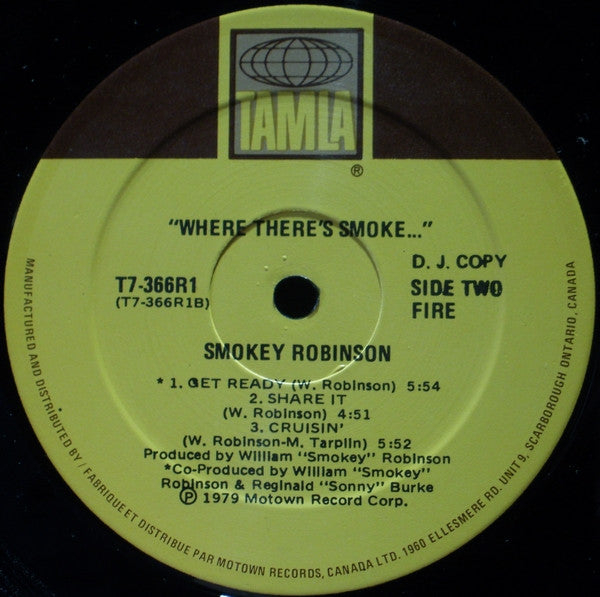 TAMLA
®
"WHERE THERE'S SMOKE..."
T7-366R1
(T7-366R1B)
D. J. COPY
SIDE TWO
FIRE
SMOKEY ROBINSON
* 1. GET READY (W. Robinson) 5:54
2. SHARE IT
(W. Robinson) 4:51
3. CRUISIN'
(W. Robinson-M. Tarplin) 5:52
Produced by William "Smokey" Robinson
*Co-Produced by William "Smokey"
Robinson & Reginald "Sonny" Burke
Ⓟ 1979 Motown Record Corp.
MANUFACTURED AND DISTRIBUTED BY / FABRIQUE ET DISTRIBUE PAR MOTOWN RECORDS, CANADA LTD. 1960 ELLESMERE RD. UNIT 9, SCARBOROUGH ONTARIO, CANADA